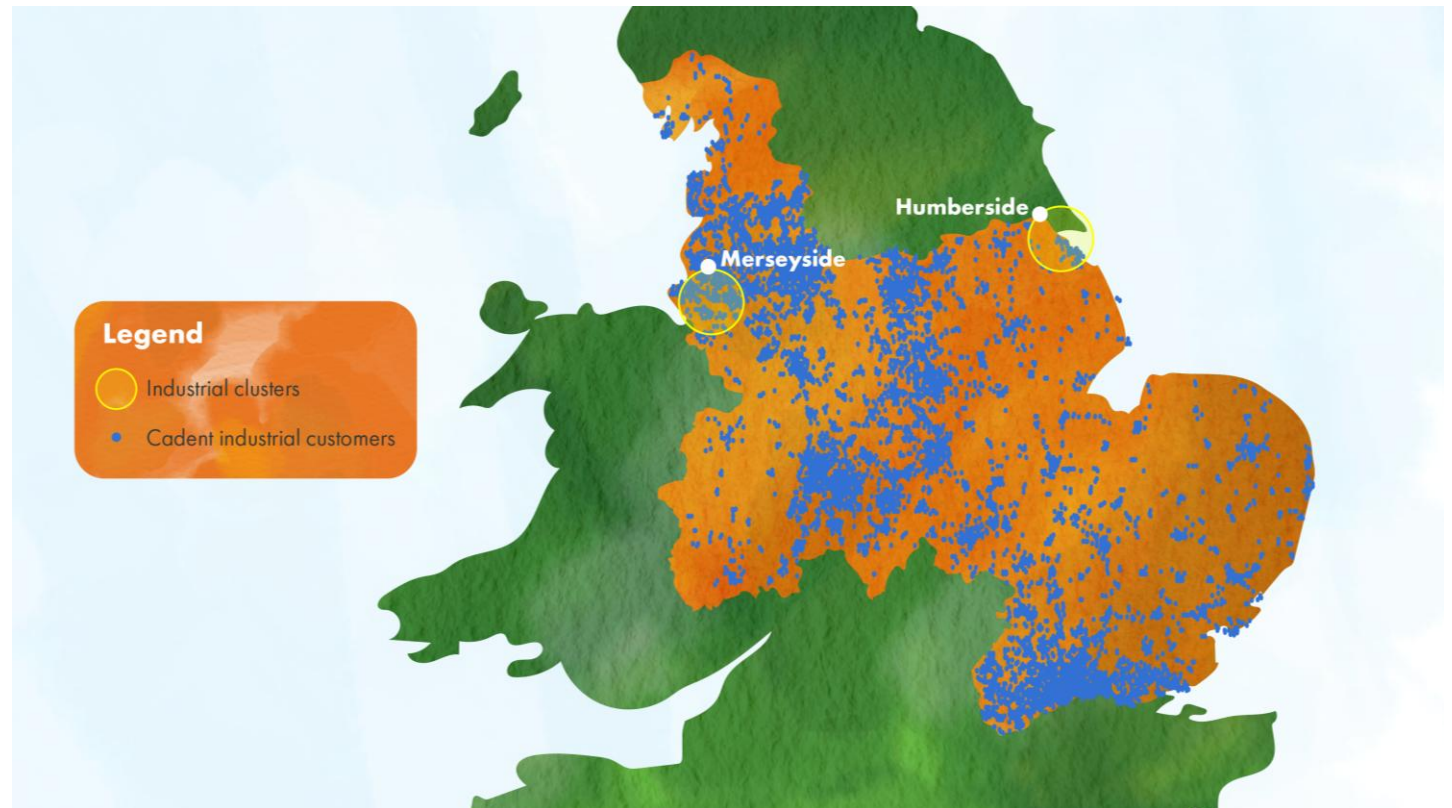 Humberside
Merseyside
Legend
Industrial clusters
Cadent industrial customers